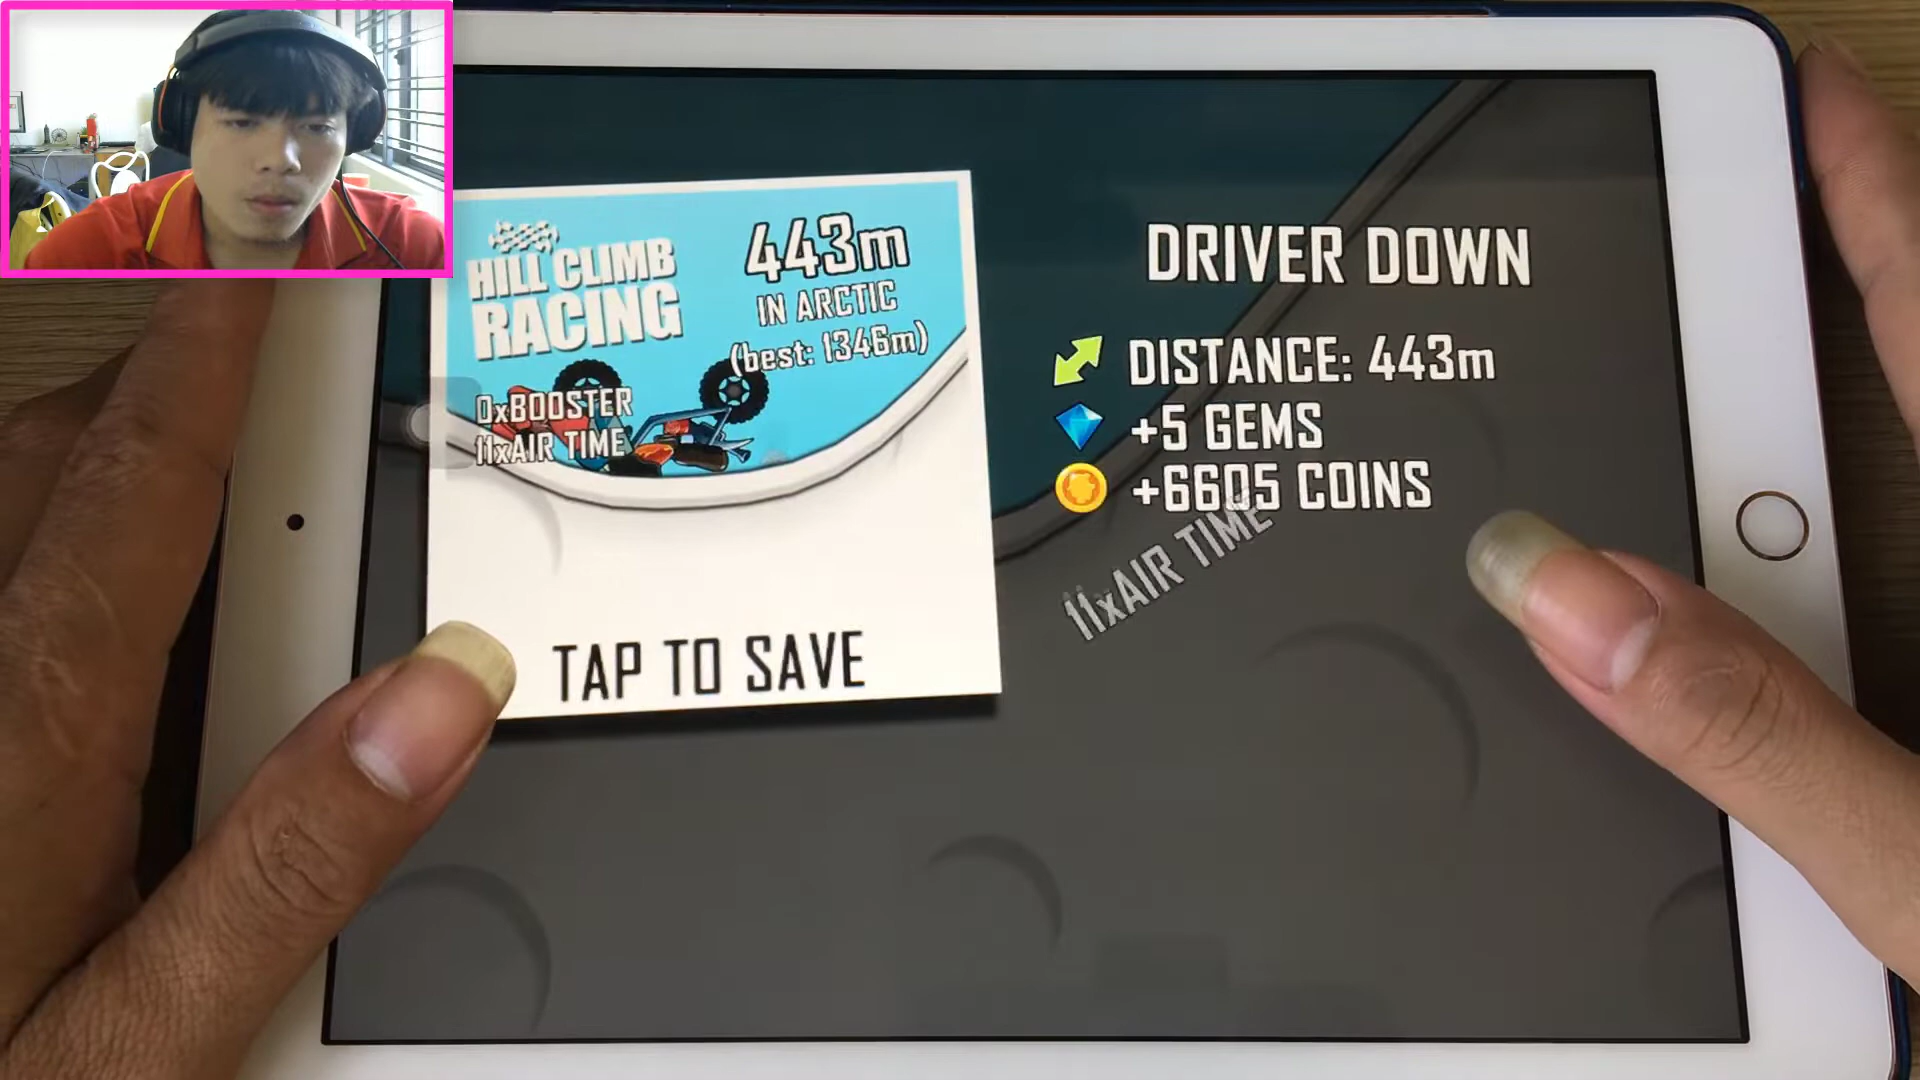 HILL CLIMB
RACING
443m
IN ARCTIC
(best: 1346m)
0xBOOSTER
11xAIR TIME
TAP TO SAVE
DRIVER DOWN
DISTANCE: 443m
+5 GEMS
+6605 COINS
11xAIR TIME